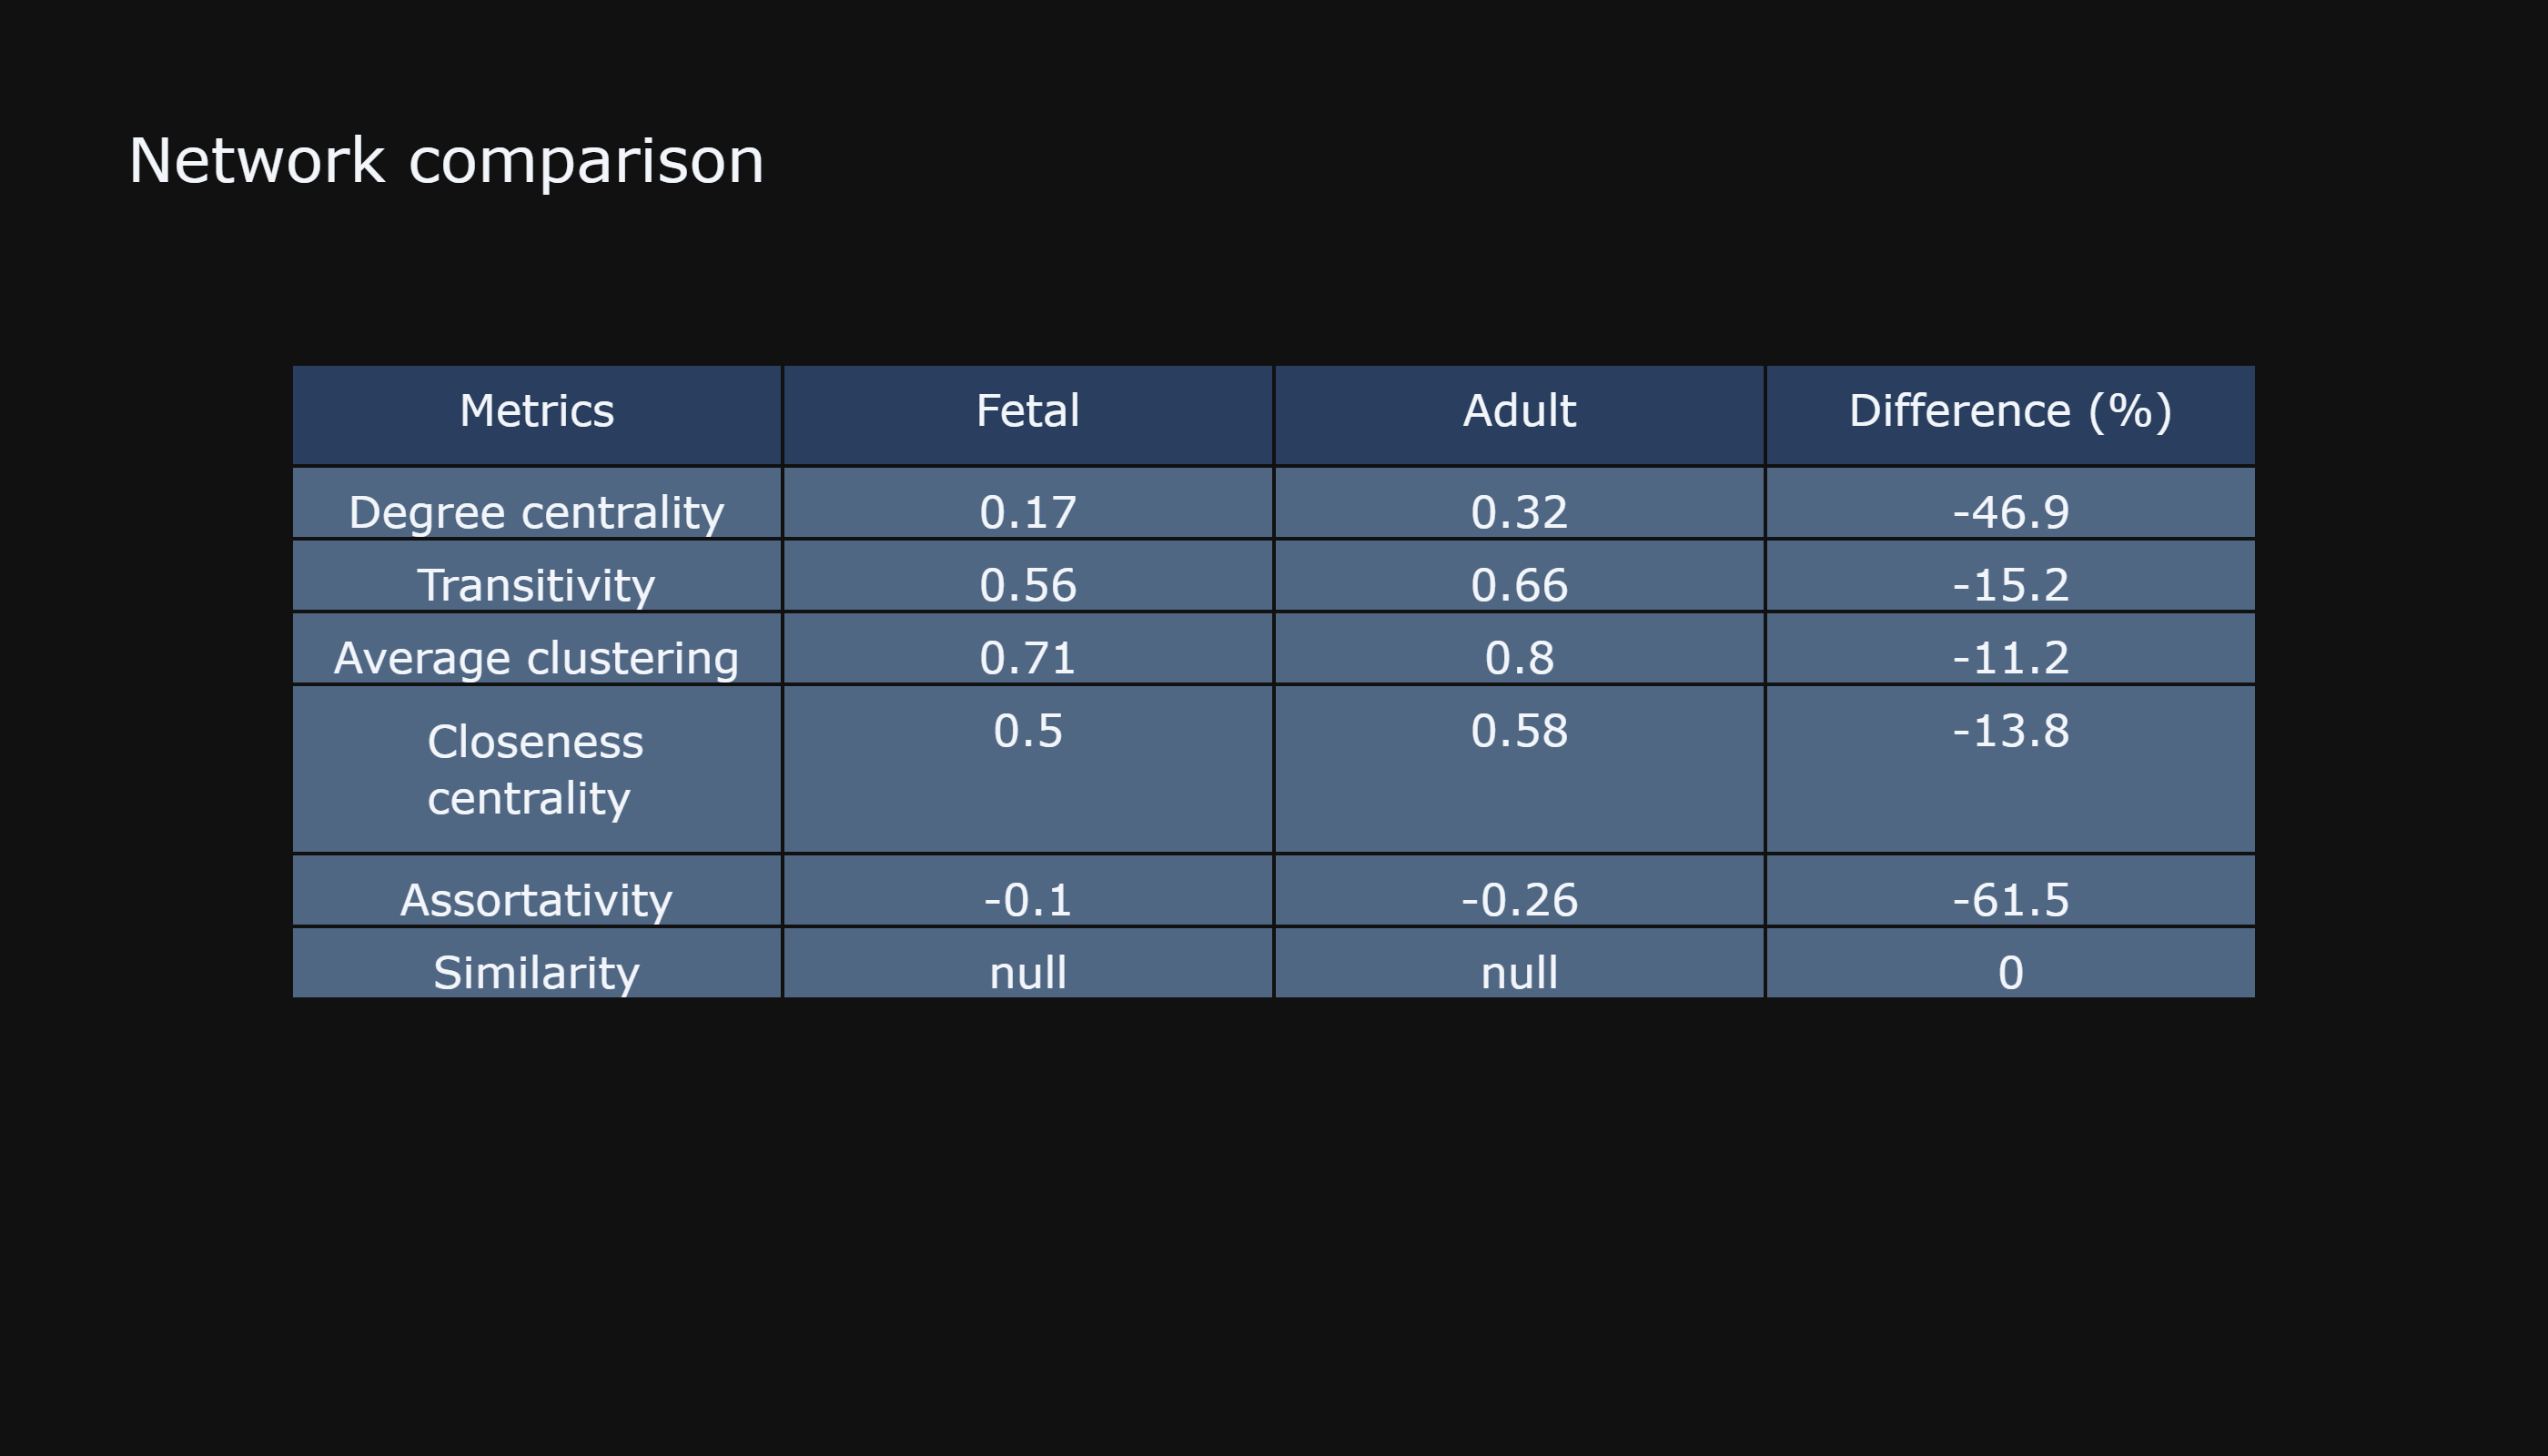 Network comparison
Metrics Fetal Adult Difference (%)
Degree centrality 0.17 0.32 -46.9
Transitivity 0.56 0.66 -15.2
Average clustering 0.71 0.8 -11.2
Closeness 0.5 0.58 -13.8
centrality
Assortativity -0.1 -0.26 -61.5
Similarity null null 0